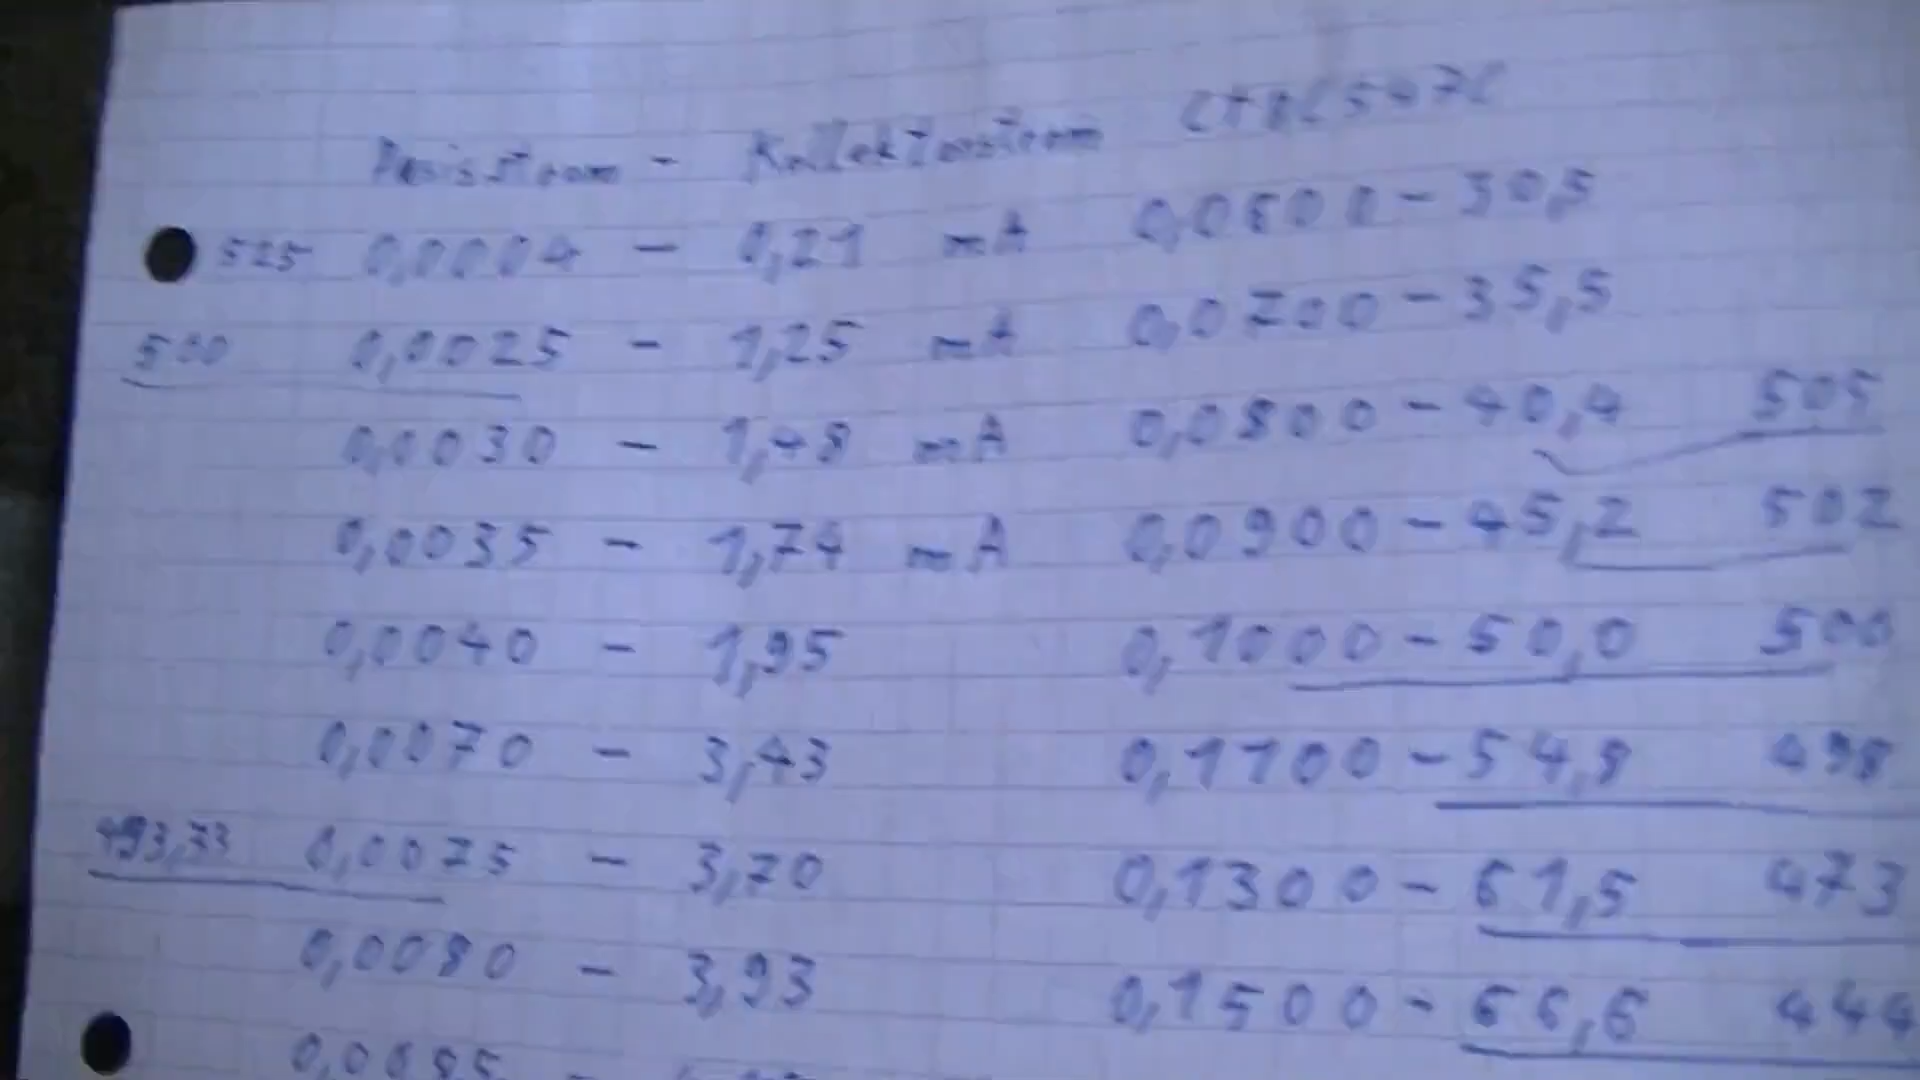 Basisstrom - Kollektorstrom CTBC547C
525 0,0004 - 0,21 mA 0,0600 - 30,5
500 0,0025 - 1,25 mA 0,0700 - 35,5
0,0030 - 1,48 mA 0,0800 - 40,4 505
0,0035 - 1,74 mA 0,0900 - 45,2 502
0,0040 - 1,95 0,1000 - 50,0 500
0,0070 - 3,43 0,1100 - 54,8 498
493,33 0,0075 - 3,70 0,1300 - 61,5 473
0,0080 - 3,93 0,1500 - 66,6 444
0,0085 -